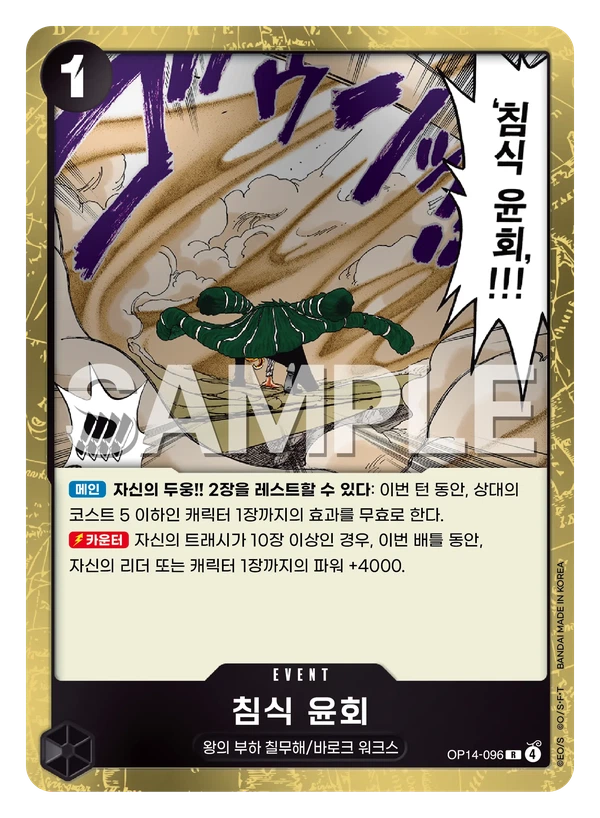 1
‘침식 윤회’!!!
!!!
SAMPLE
메인 자신의 두웅!! 2장을 레스트할 수 있다: 이번 턴 동안, 상대의
코스트 5 이하인 캐릭터 1장까지의 효과를 무효로 한다.
카운터 자신의 트래시가 10장 이상인 경우, 이번 배틀 동안,
자신의 리더 또는 캐릭터 1장까지의 파워 +4000.
EVENT
침식 윤회
왕의 부하 칠무해/바로크 워크스
OP14-096 R 4
©EO/S ©O/S・F・T BANDAI MADE IN KOREA